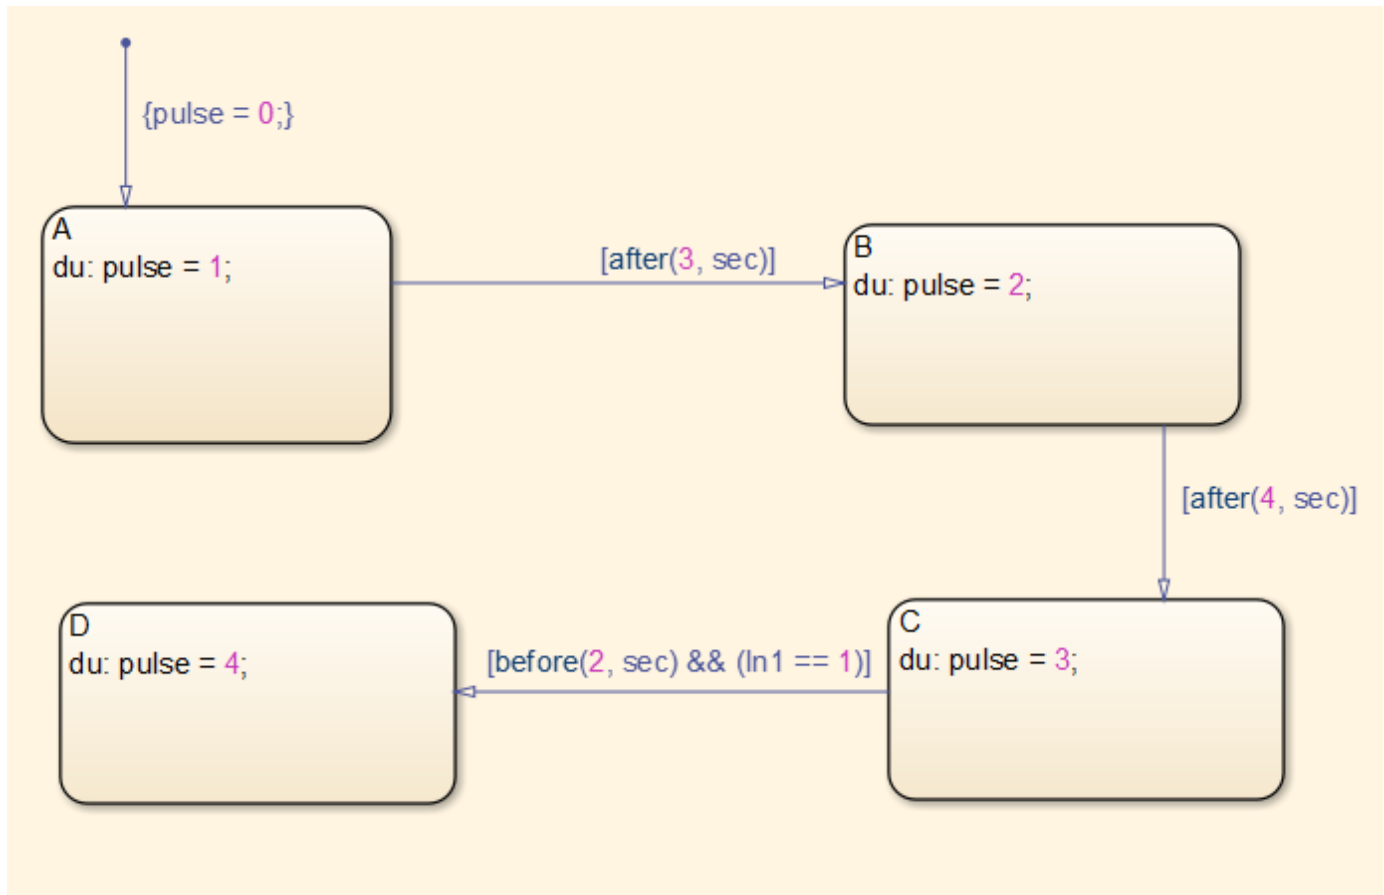 {pulse = 0;}
A
du: pulse = 1;
[after(3, sec)]
B
du: pulse = 2;
[after(4, sec)]
D
du: pulse = 4;
[before(2, sec) && (In1 == 1)]
C
du: pulse = 3;